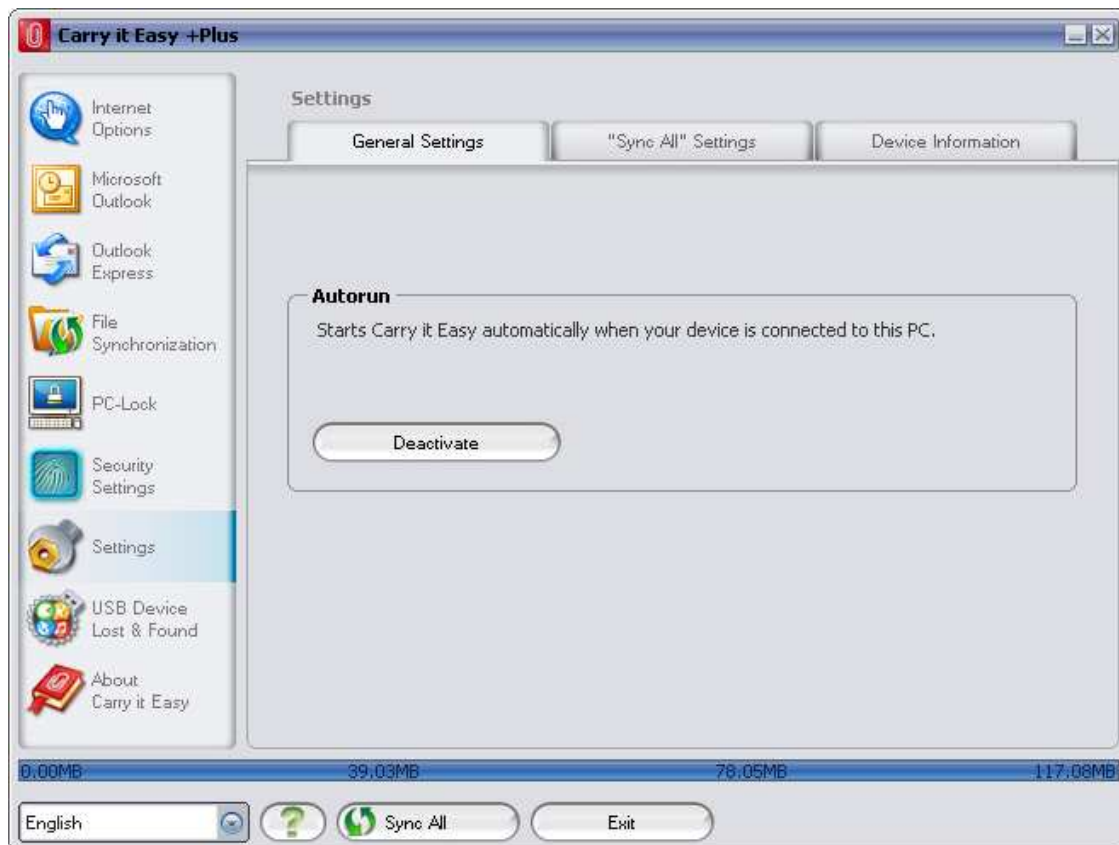 Carry it Easy +Plus
Internet
Options
Microsoft
Outlook
Outlook
Express
File
Synchronization
PC-Lock
Security
Settings
Settings
USB Device
Lost & Found
About
Carry it Easy
Settings
General Settings
"Sync All" Settings
Device Information
Autorun
Starts Carry it Easy automatically when your device is connected to this PC.
Deactivate
0.00MB
39.03MB
78.05MB
117.08MB
English
?
Sync All
Exit